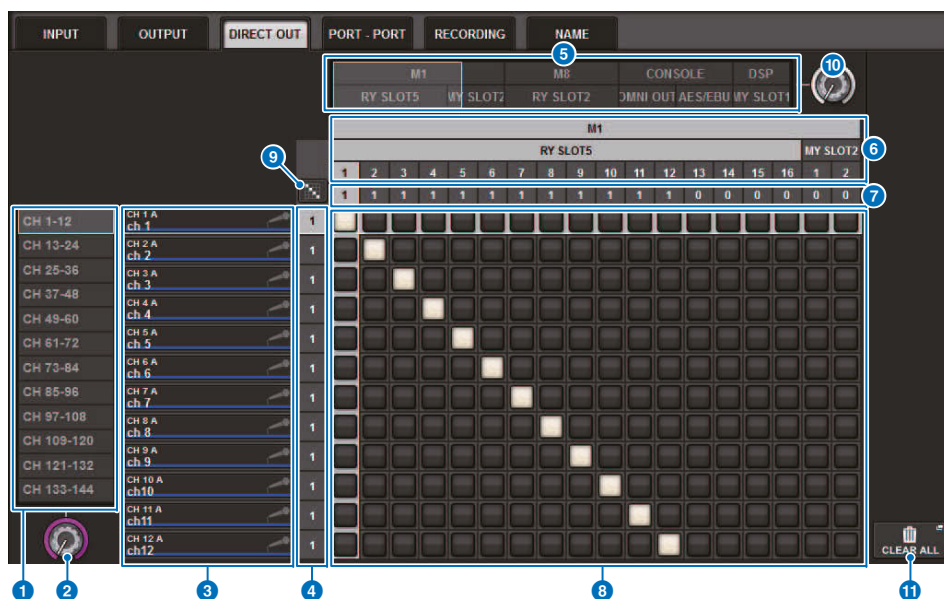 INPUT OUTPUT DIRECT OUT PORT - PORT RECORDING NAME
5
M1 M8 CONSOLE DSP
RY SLOT5 MY SLOT2 RY SLOT2 OMNI OUT AES/EBU MY SLOT1
10
M1
RY SLOT5 MY SLOT2
6
9
1 2 3 4 5 6 7 8 9 10 11 12 13 14 15 16 1 2
1 1 1 1 1 1 1 1 1 1 1 1 0 0 0 0 0 0
7
CH 1-12
CH 13-24
CH 25-36
CH 37-48
CH 49-60
CH 61-72
CH 73-84
CH 85-96
CH 97-108
CH 109-120
CH 121-132
CH 133-144
CH 1 A
ch 1
1
CH 2 A
ch 2
1
CH 3 A
ch 3
1
CH 4 A
ch 4
1
CH 5 A
ch 5
1
CH 6 A
ch 6
1
CH 7 A
ch 7
1
CH 8 A
ch 8
1
CH 9 A
ch 9
1
CH 10 A
ch10
1
CH 11 A
ch11
1
CH 12 A
ch12
1
CLEAR ALL
1 2 3 4 8 11